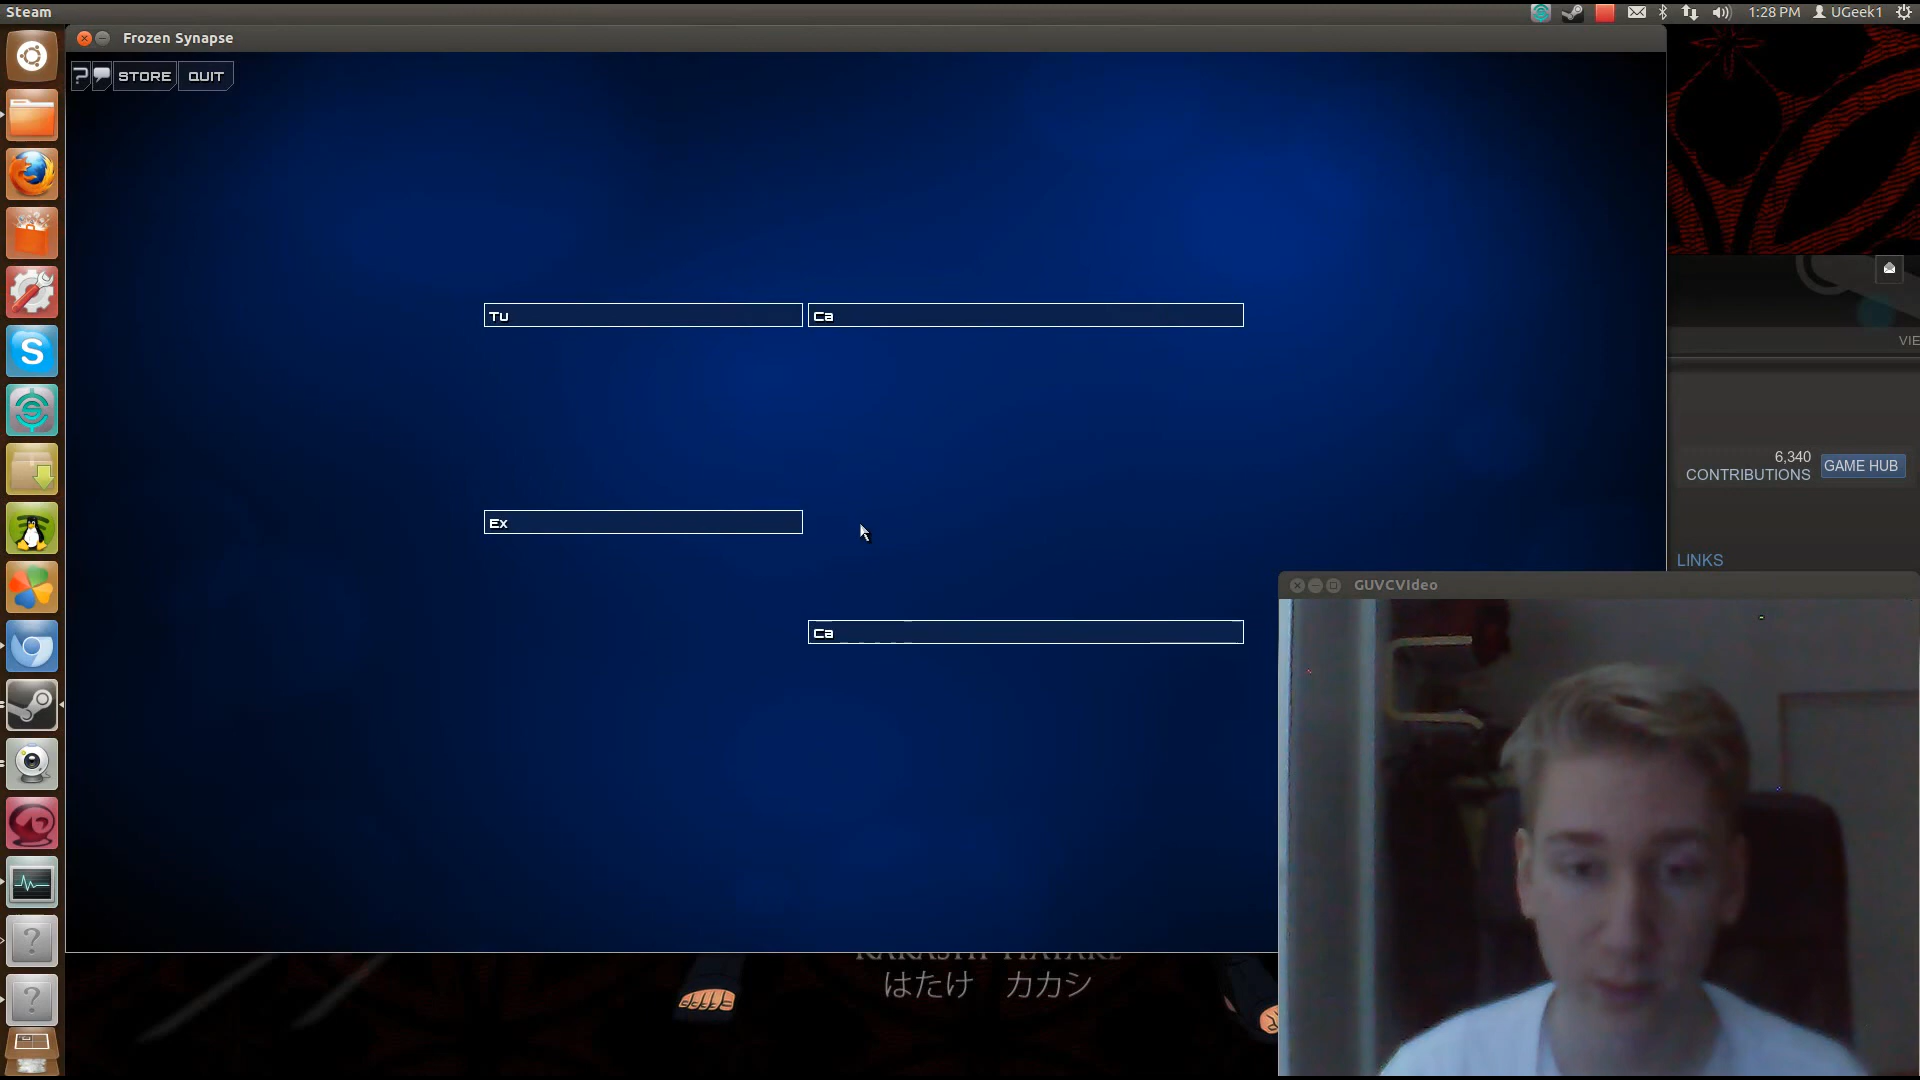 Steam
1:28 PM
UGeek1
Frozen Synapse
?
STORE
QUIT
Tu
Ca
VIE
6,340
CONTRIBUTIONS
GAME HUB
Ex
LINKS
GUVCVIdeo
Ca
はたけ カカシ